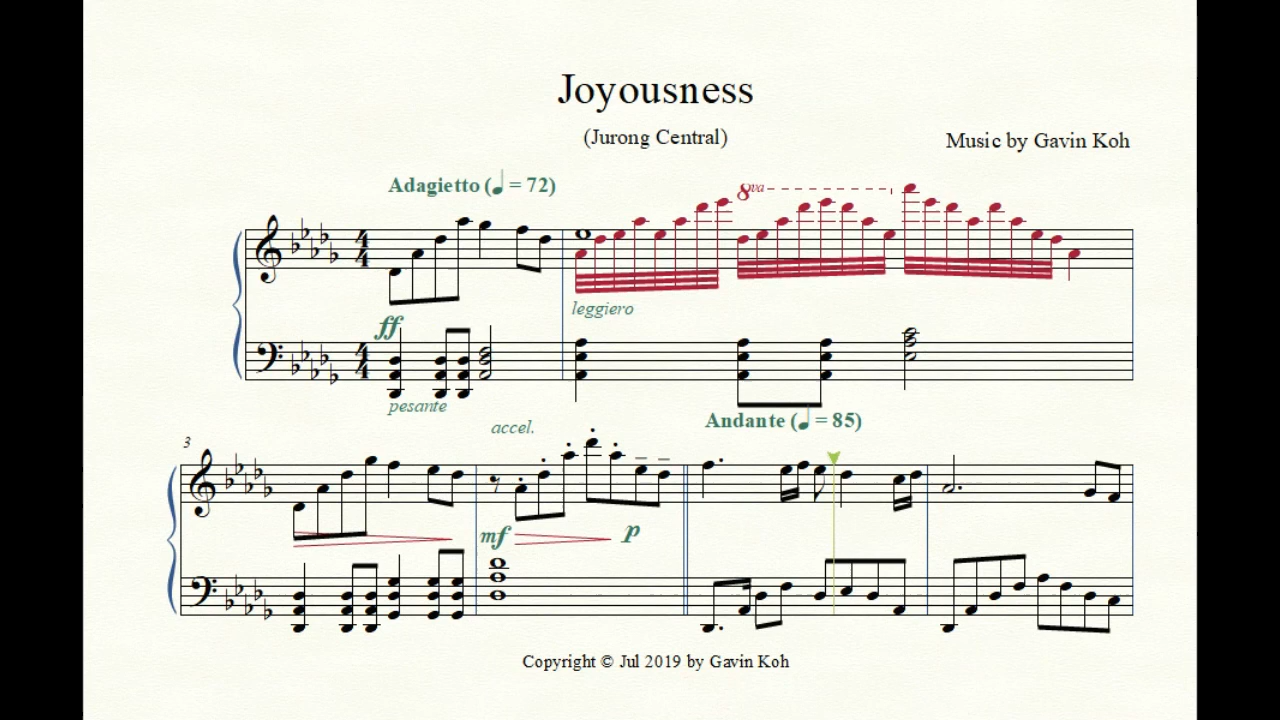 Joyousness
(Jurong Central)
Music by Gavin Koh
Adagietto (♩ = 72)
8va
ff
leggiero
pesante
accel.
Andante (♩ = 85)
3
mf
p
Copyright © Jul 2019 by Gavin Koh